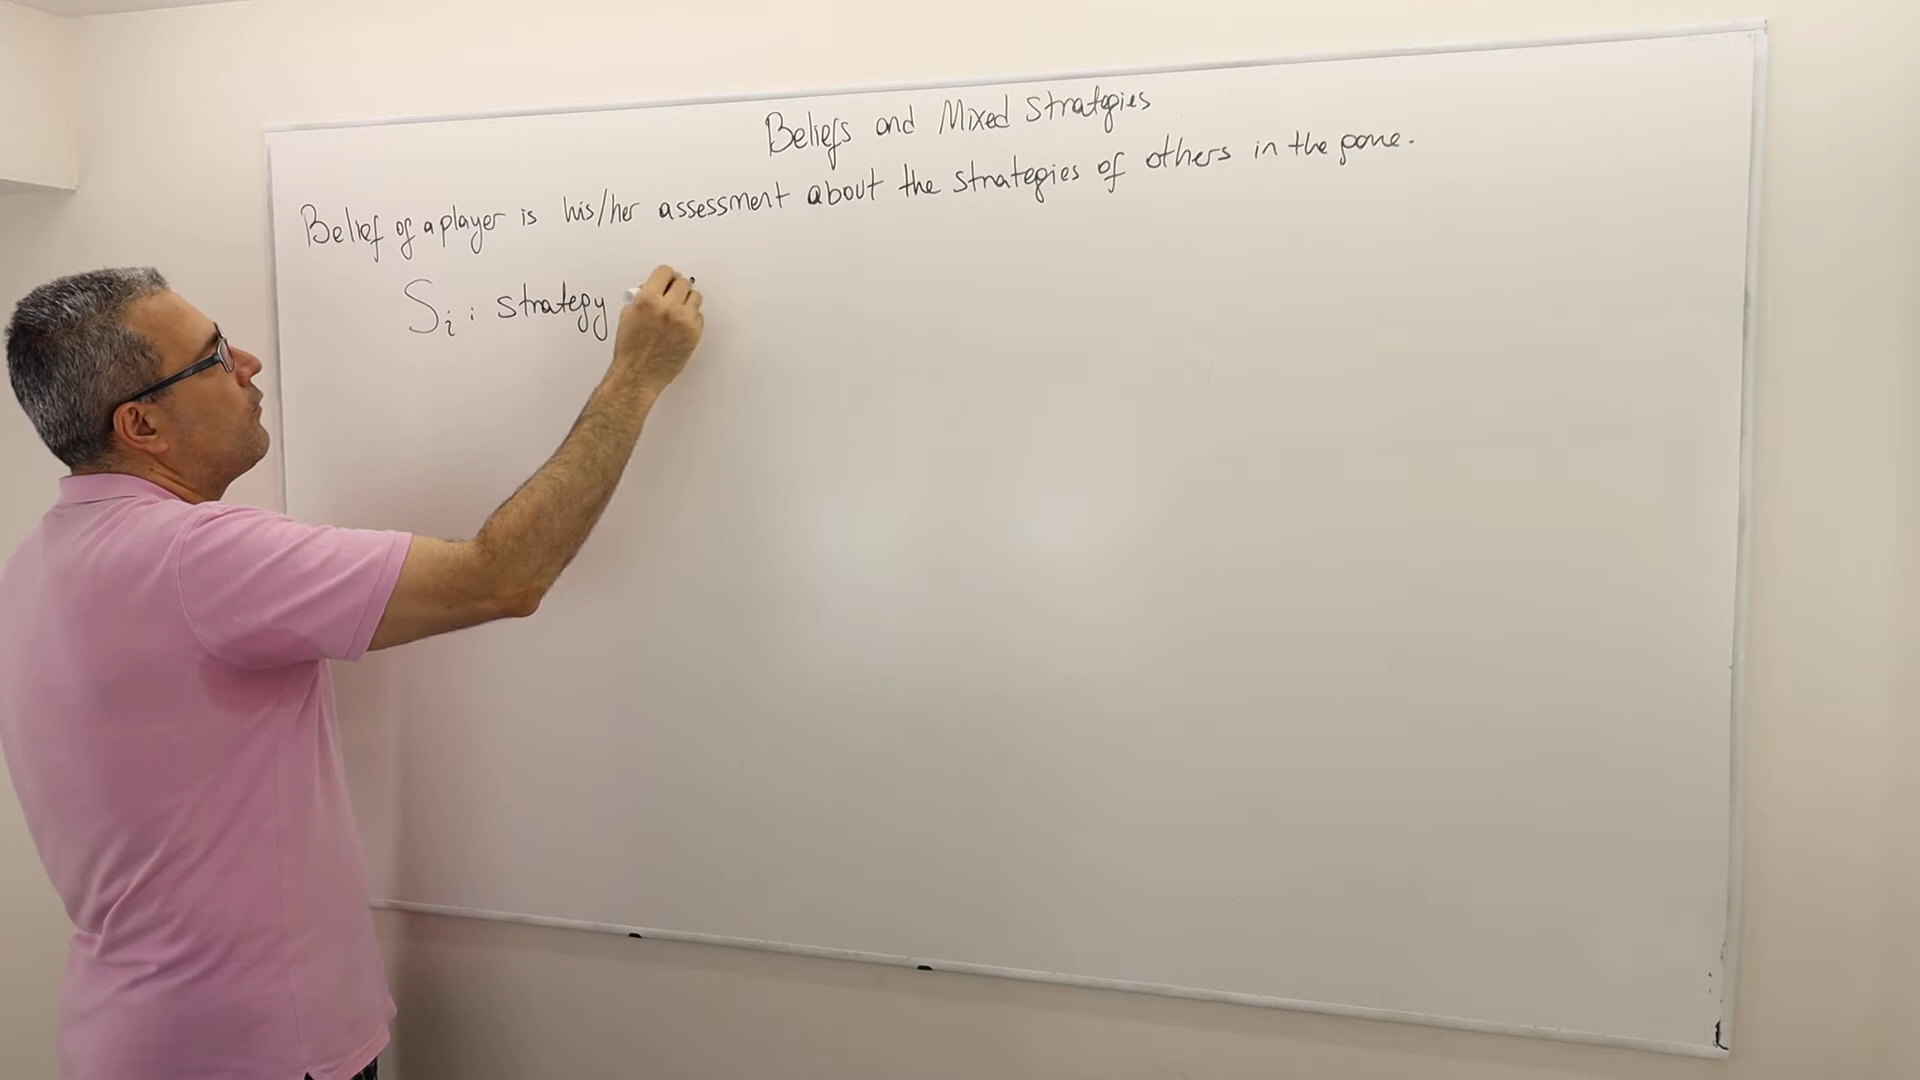 Beliefs and Mixed Strategies
Belief of a player is his/her assessment about the strategies of others in the game.
Si : strategy